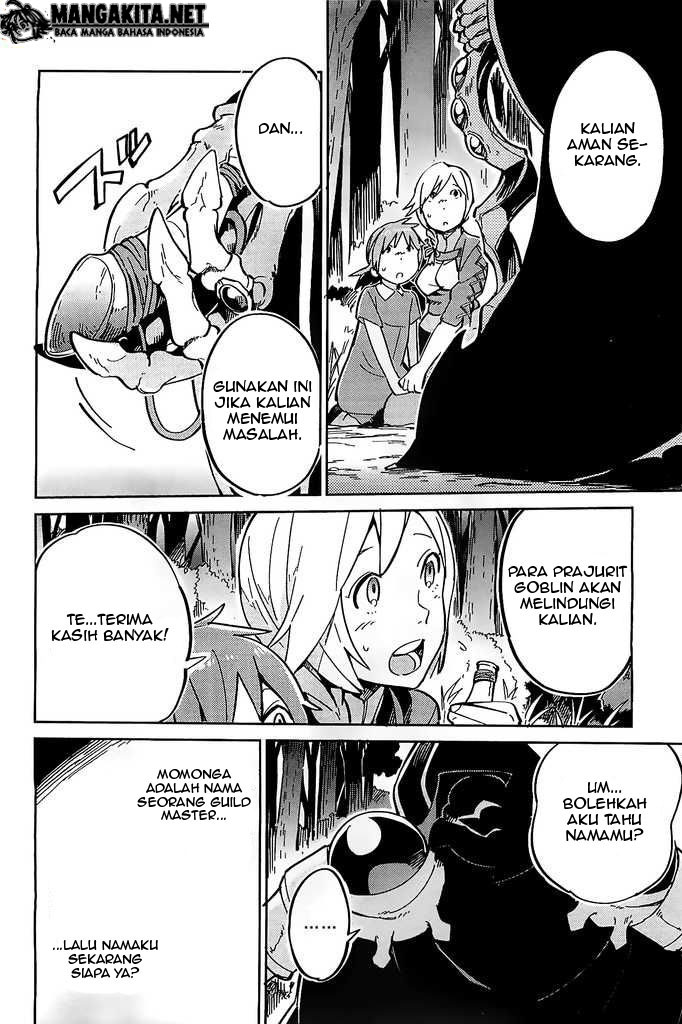 MANGAKITA.NET
BACA MANGA BAHASA INDONESIA
KALIAN
AMAN SE-
KARANG.
DAN...
ズッ
GUNAKAN INI
JIKA KALIAN
MENEMUI
MASALAH.
PARA PRAJURIT
GOBLIN AKAN
MELINDUNGI
KALIAN.
TE...TERIMA
KASIH BANYAK!
UM...
BOLEHKAH
AKU TAHU
NAMAMU?
......
MOMONGA
ADALAH NAMA
SEORANG GUILD
MASTER...
...LALU NAMAKU
SEKARANG
SIAPA YA?